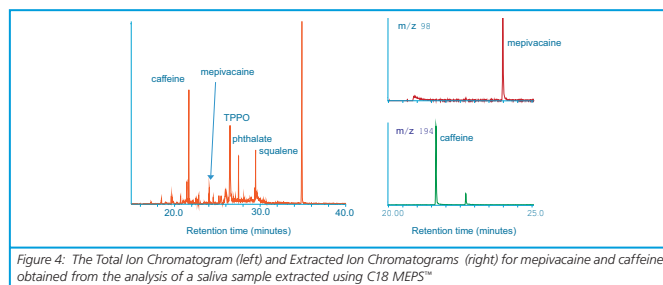 caffeine
mepivacaine
TPPO
phthalate
squalene
20.0 30.0 40.0
Retention time (minutes)
m/z 98
mepivacaine
m/z 194
caffeine
20.00 25.0
Retention time (minutes)
Figure 4: The Total Ion Chromatogram (left) and Extracted Ion Chromatograms (right) for mepivacaine and caffeine
obtained from the analysis of a saliva sample extracted using C18 MEPS™